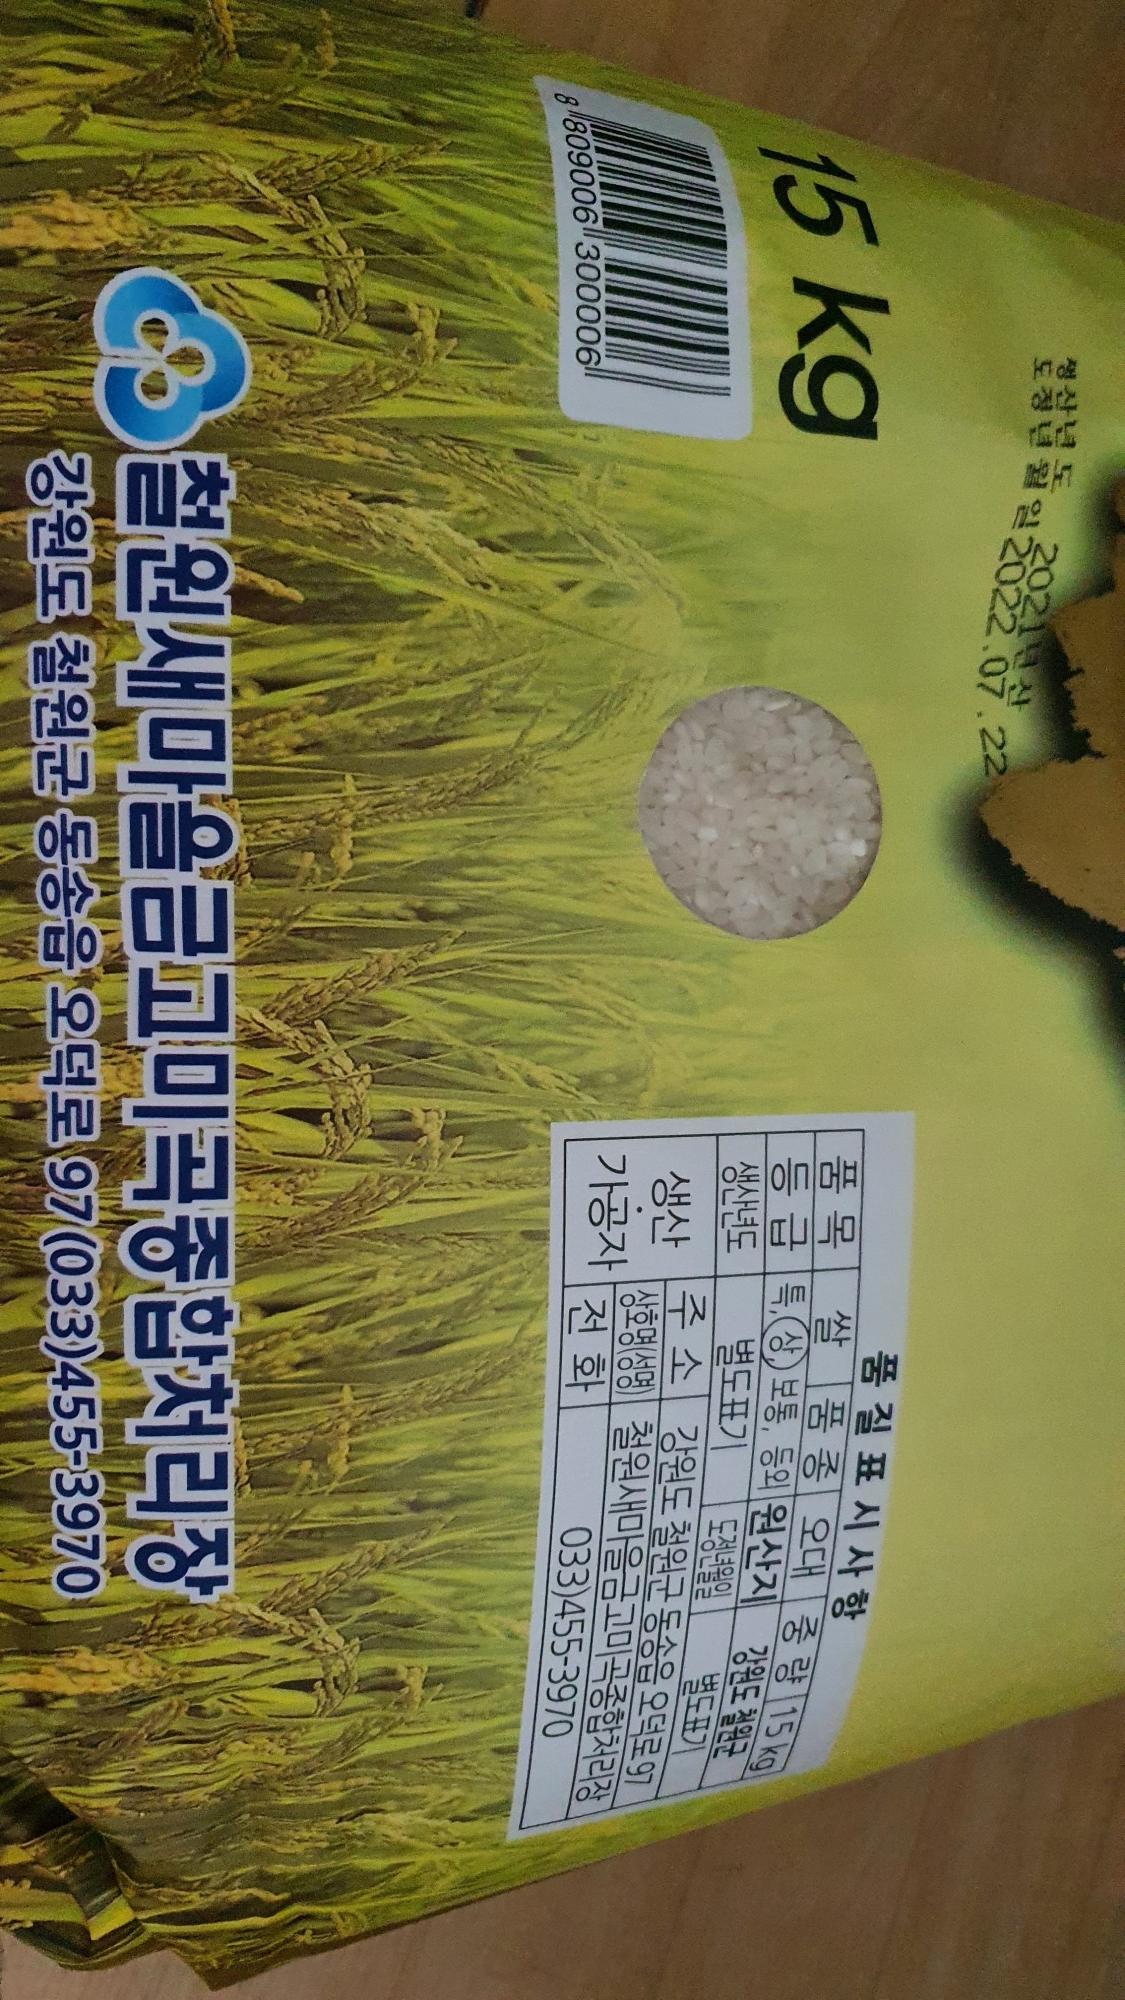 생산년도 2021년산
도정년월일 2022.07.22
15 kg
8 809006 300006
품질표시사항
품목 쌀 품종 오대 중량 15 kg
등급 특, 상, 보통, 등외 원산지 강원도 철원군
생산년도 별도표기 도정년월일 별도표기
생산·가공자 주소 강원도 철원군 동송읍 오덕로 97
상호명(성명) 철원새마을금고미곡종합처리장
전화 033)455-3970
철원새마을금고미곡종합처리장
강원도 철원군 동송읍 오덕로 97 (033)455-3970